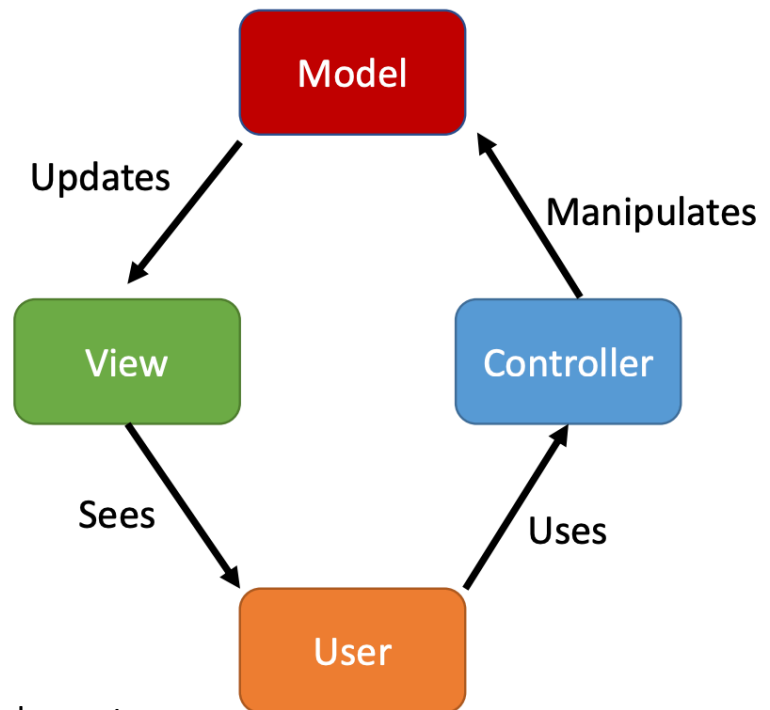 Model
Updates
Manipulates
View
Controller
Sees
Uses
User